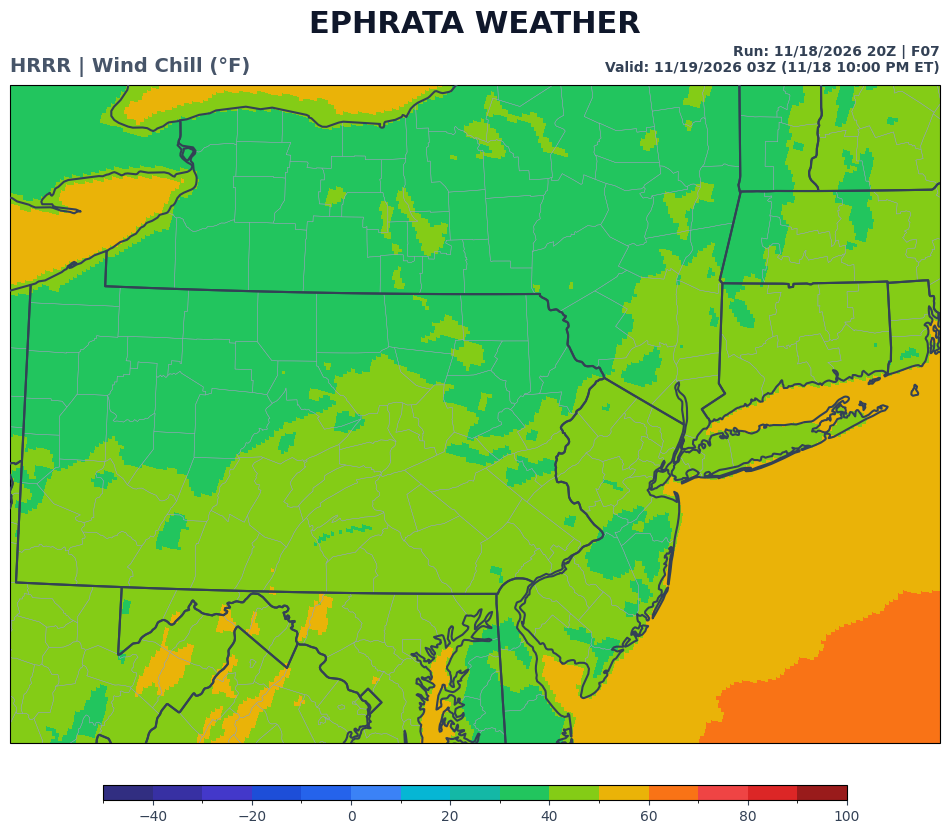 EPHRATA WEATHER
HRRR | Wind Chill (°F)
Run: 11/18/2026 20Z | F07
Valid: 11/19/2026 03Z (11/18 10:00 PM ET)
−40 −20 0 20 40 60 80 100